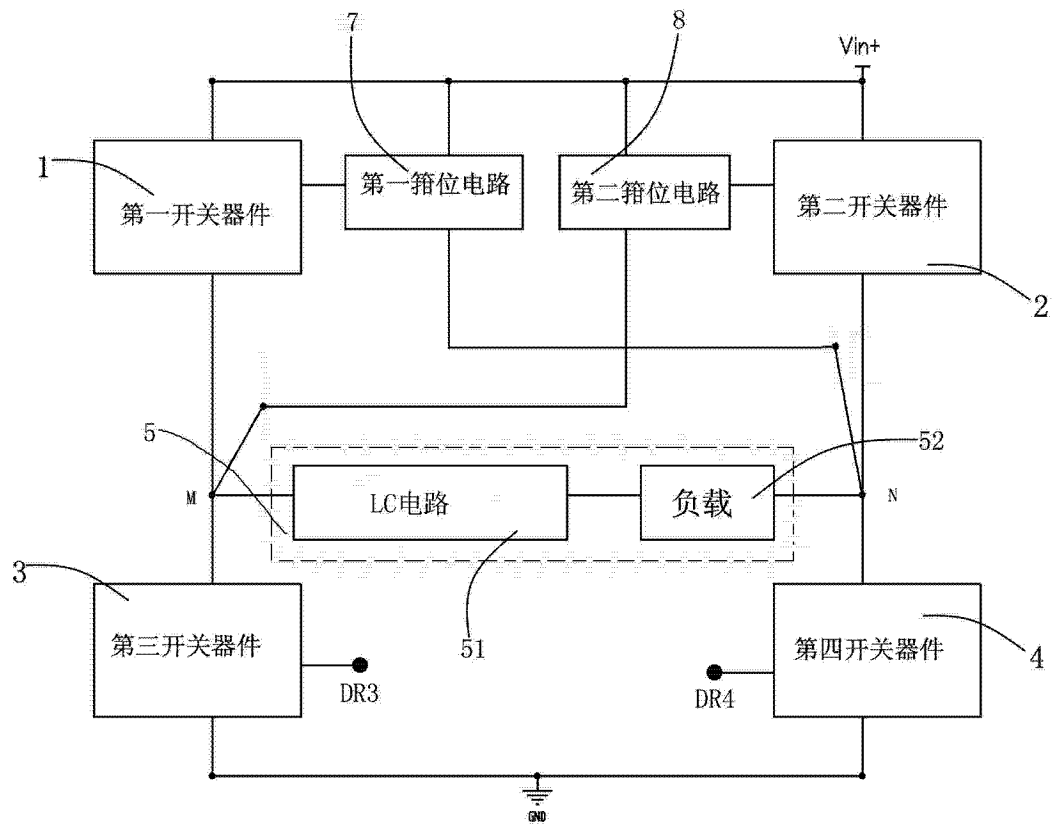 7
8
Vin+
1
第一开关器件
第一箝位电路
第二箝位电路
第二开关器件
2
5
52
M
LC电路
负载
N
3
第三开关器件
51
第四开关器件
4
DR3
DR4
GND